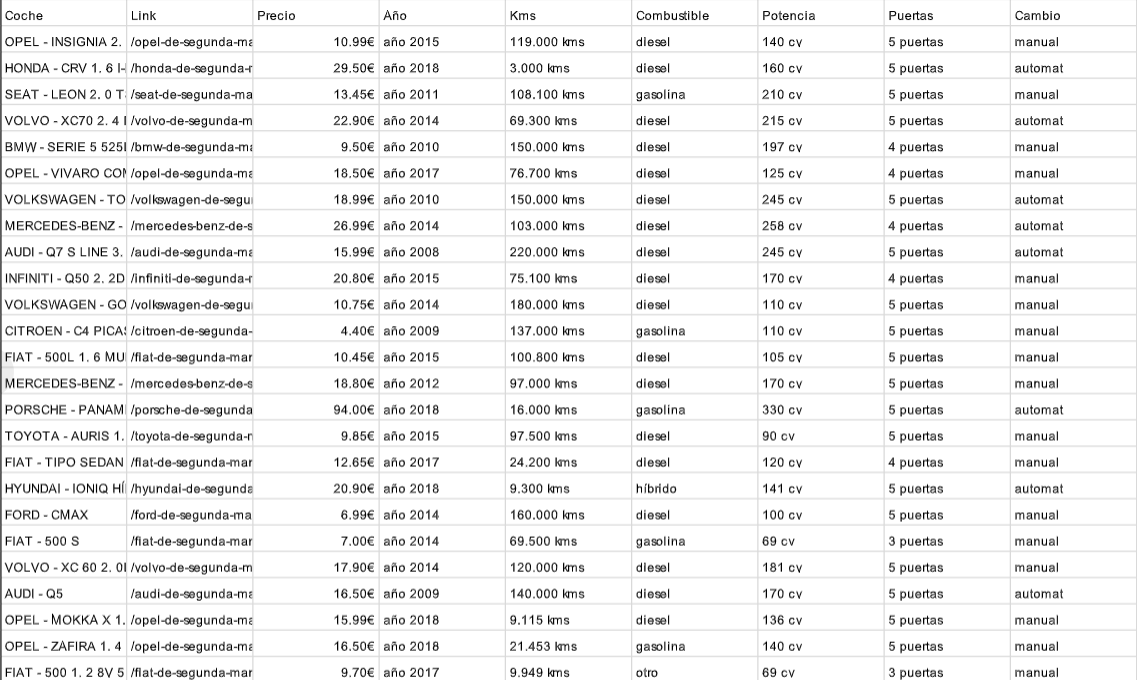 Coche Link Precio Año Kms Combustible Potencia Puertas Cambio
OPEL - INSIGNIA 2. /opel-de-segunda-ma 10.99€ año 2015 119.000 kms diesel 140 cv 5 puertas manual
HONDA - CRV 1. 6 I- /honda-de-segunda-r 29.50€ año 2018 3.000 kms diesel 160 cv 5 puertas automat
SEAT - LEON 2. 0 T /seat-de-segunda-ma 13.45€ año 2011 108.100 kms gasolina 210 cv 5 puertas manual
VOLVO - XC70 2. 4 I /volvo-de-segunda-m 22.90€ año 2014 69.300 kms diesel 215 cv 5 puertas automat
BMW - SERIE 5 525I /bmw-de-segunda-ma 9.50€ año 2010 150.000 kms diesel 197 cv 4 puertas manual
OPEL - VIVARO COM /opel-de-segunda-ma 18.50€ año 2017 76.700 kms diesel 125 cv 4 puertas manual
VOLKSWAGEN - TO /volkswagen-de-segu 18.99€ año 2010 150.000 kms diesel 245 cv 5 puertas automat
MERCEDES-BENZ - /mercedes-benz-de-s 26.99€ año 2014 103.000 kms diesel 258 cv 4 puertas automat
AUDI - Q7 S LINE 3. /audi-de-segunda-ma 15.99€ año 2008 220.000 kms diesel 245 cv 5 puertas automat
INFINITI - Q50 2. 2D /infiniti-de-segunda-r 20.80€ año 2015 75.100 kms diesel 170 cv 4 puertas manual
VOLKSWAGEN - GO /volkswagen-de-segu 10.75€ año 2014 180.000 kms diesel 110 cv 5 puertas manual
CITROEN - C4 PICAS /citroen-de-segunda- 4.40€ año 2009 137.000 kms gasolina 110 cv 5 puertas manual
FIAT - 500L 1. 6 MU /fiat-de-segunda-mar 10.45€ año 2015 100.800 kms diesel 105 cv 5 puertas manual
MERCEDES-BENZ - /mercedes-benz-de-s 18.80€ año 2012 97.000 kms diesel 170 cv 5 puertas manual
PORSCHE - PANAM /porsche-de-segunda 94.00€ año 2018 16.000 kms gasolina 330 cv 5 puertas automat
TOYOTA - AURIS 1. /toyota-de-segunda-r 9.85€ año 2015 97.500 kms diesel 90 cv 5 puertas manual
FIAT - TIPO SEDAN /fiat-de-segunda-mar 12.65€ año 2017 24.200 kms diesel 120 cv 4 puertas manual
HYUNDAI - IONIQ HÍ /hyundai-de-segunda 20.90€ año 2018 9.300 kms híbrido 141 cv 5 puertas automat
FORD - CMAX /ford-de-segunda-ma 6.99€ año 2014 160.000 kms diesel 100 cv 5 puertas manual
FIAT - 500 S /fiat-de-segunda-mar 7.00€ año 2014 69.500 kms gasolina 69 cv 3 puertas manual
VOLVO - XC 60 2. 0I /volvo-de-segunda-m 17.90€ año 2014 120.000 kms diesel 181 cv 5 puertas manual
AUDI - Q5 /audi-de-segunda-ma 16.50€ año 2009 140.000 kms diesel 170 cv 5 puertas automat
OPEL - MOKKA X 1. /opel-de-segunda-ma 15.99€ año 2018 9.115 kms diesel 136 cv 5 puertas manual
OPEL - ZAFIRA 1. 4 /opel-de-segunda-ma 16.50€ año 2018 21.453 kms gasolina 140 cv 5 puertas manual
FIAT - 500 1. 2 8V 5 /fiat-de-segunda-mar 9.70€ año 2017 9.949 kms otro 69 cv 3 puertas manual